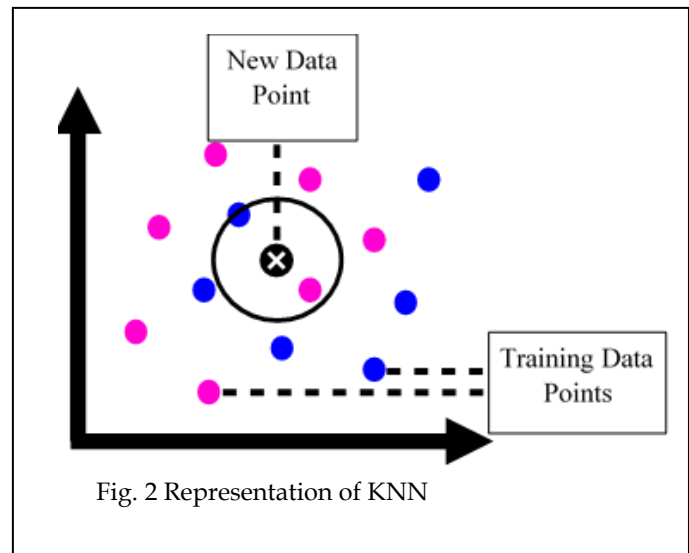 New Data
Point
Training Data
Points
Fig. 2 Representation of KNN